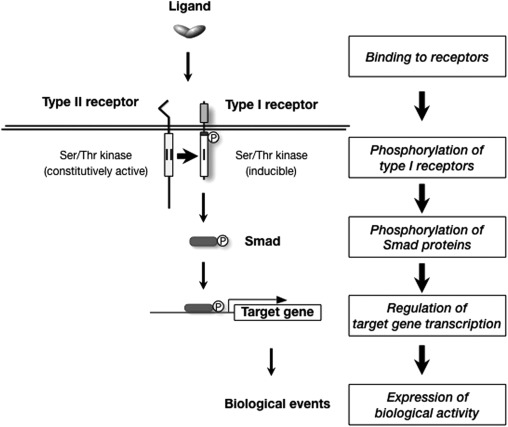 Ligand
Binding to receptors
Type II receptor
Type I receptor
P
Ser/Thr kinase
(constitutively active)
II
I
Ser/Thr kinase
(inducible)
Phosphorylation of
type I receptors
P
Smad
Phosphorylation of
Smad proteins
P
Target gene
Regulation of
target gene transcription
Biological events
Expression of
biological activity